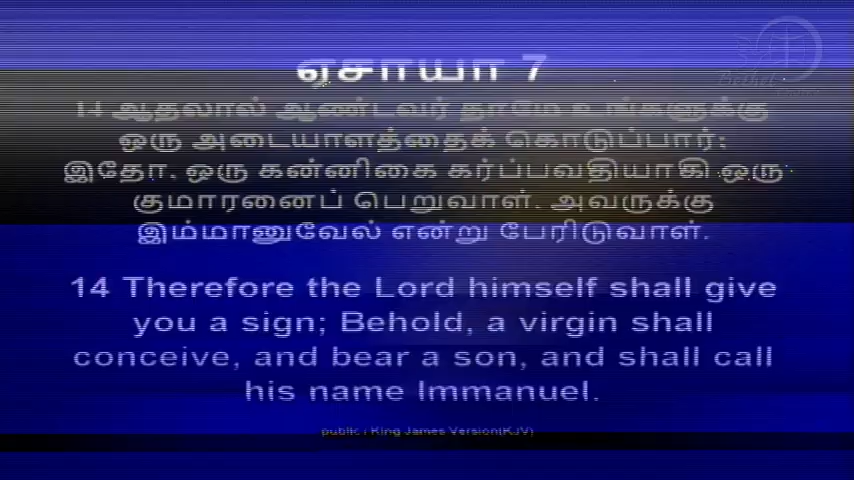 ஏசாயா 7
14 ஆதலால் ஆண்டவர் தாமே உங்களுக்கு
ஒரு அடையாளத்தைக் கொடுப்பார்;
இதோ, ஒரு கன்னிகை கர்ப்பவதியாகி ஒரு
குமாரனைப் பெறுவாள், அவருக்கு
இம்மானுவேல் என்று பேரிடுவாள்.
14 Therefore the Lord himself shall give
you a sign; Behold, a virgin shall
conceive, and bear a son, and shall call
his name Immanuel.
King James Version(KJV)
Bethel